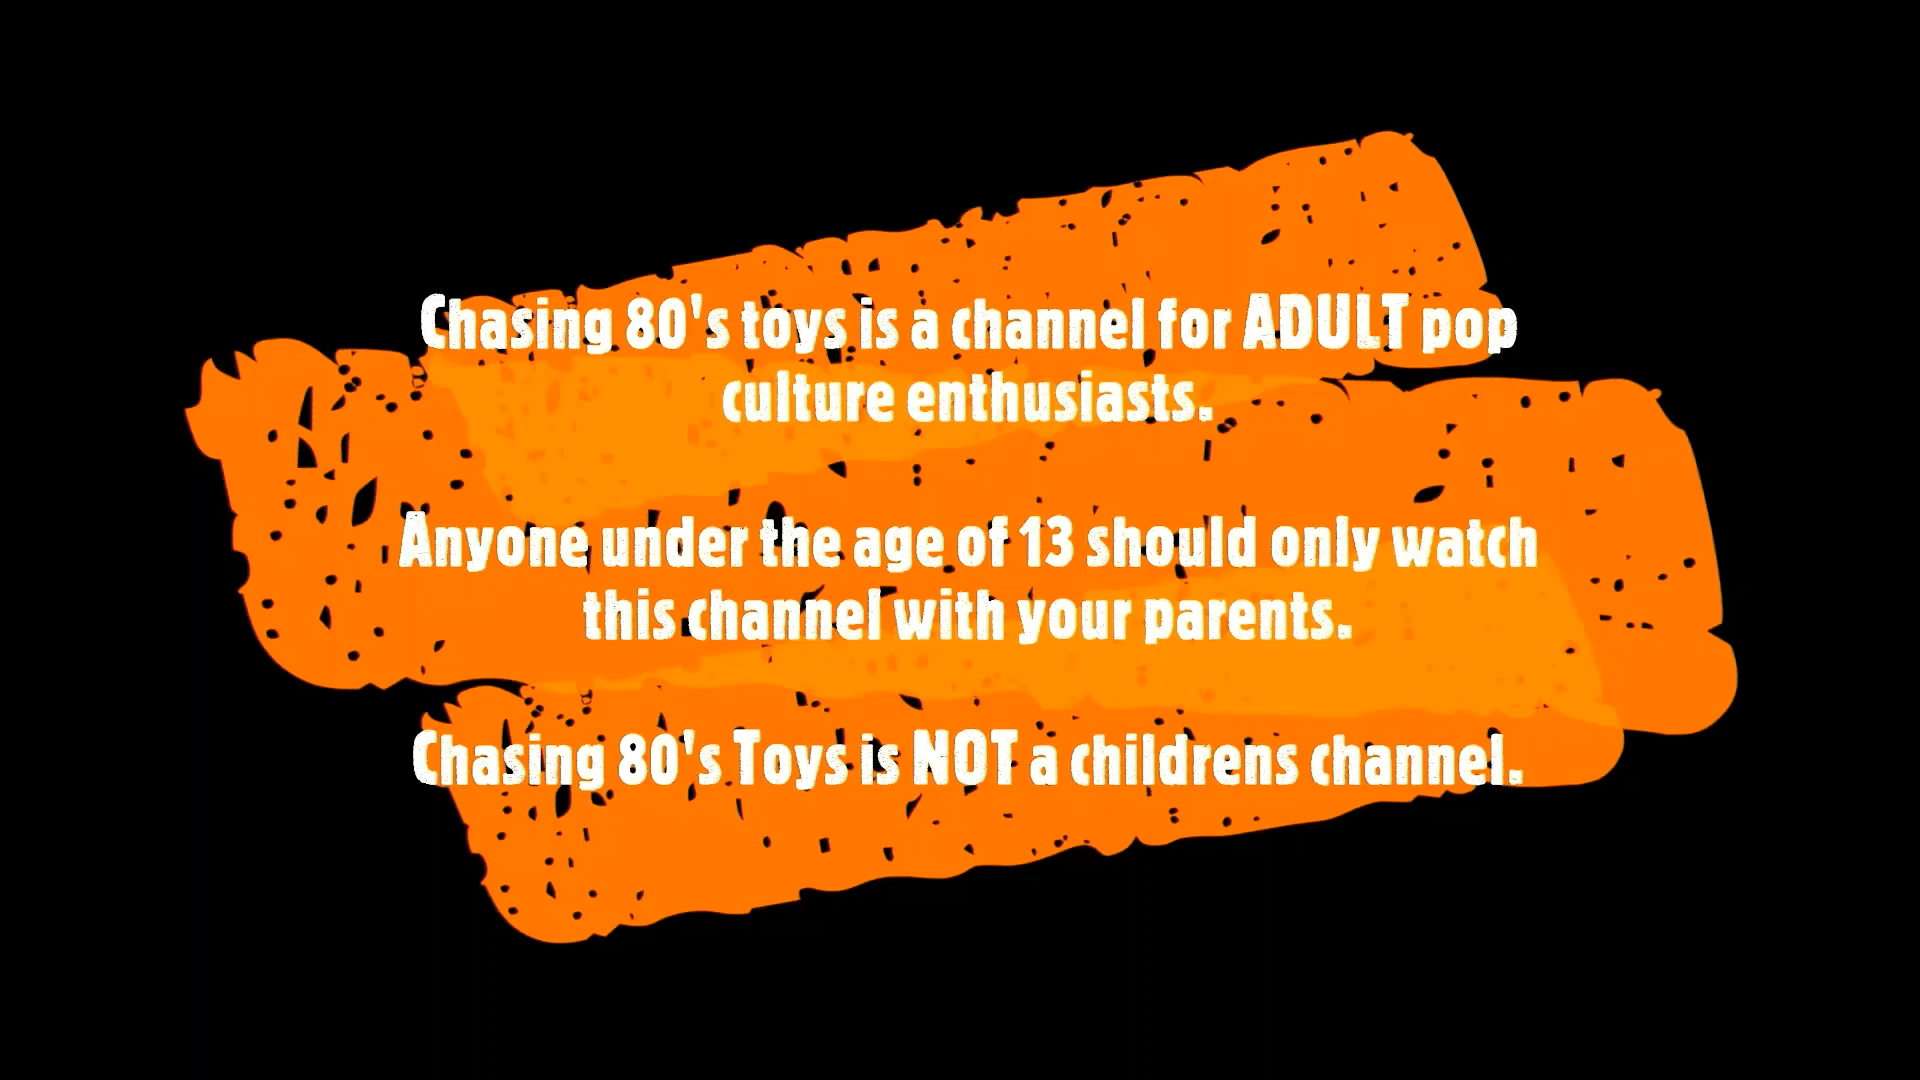 Chasing 80's toys is a channel for ADULT pop
culture enthusiasts.
Anyone under the age of 13 should only watch
this channel with your parents.
Chasing 80's Toys is NOT a childrens channel.